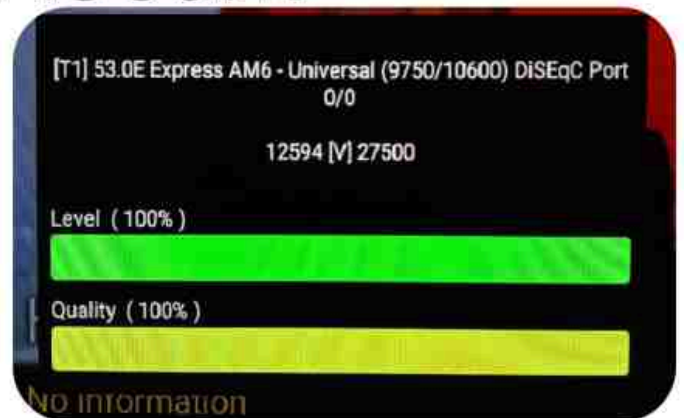 [T1] 53.0E Express AM6 - Universal (9750/10600) DiSEqC Port
0/0
12594 [V] 27500
Level ( 100% )
Quality ( 100% )
No information